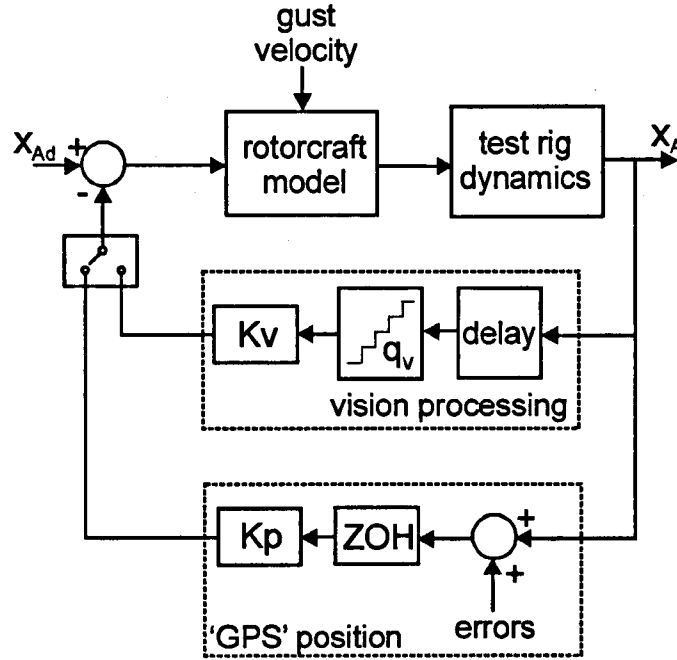 gust
velocity
X_Ad
+
-
rotorcraft
model
test rig
dynamics
X_A
Kv
q_v
delay
vision processing
Kp
ZOH
+
+
errors
'GPS' position